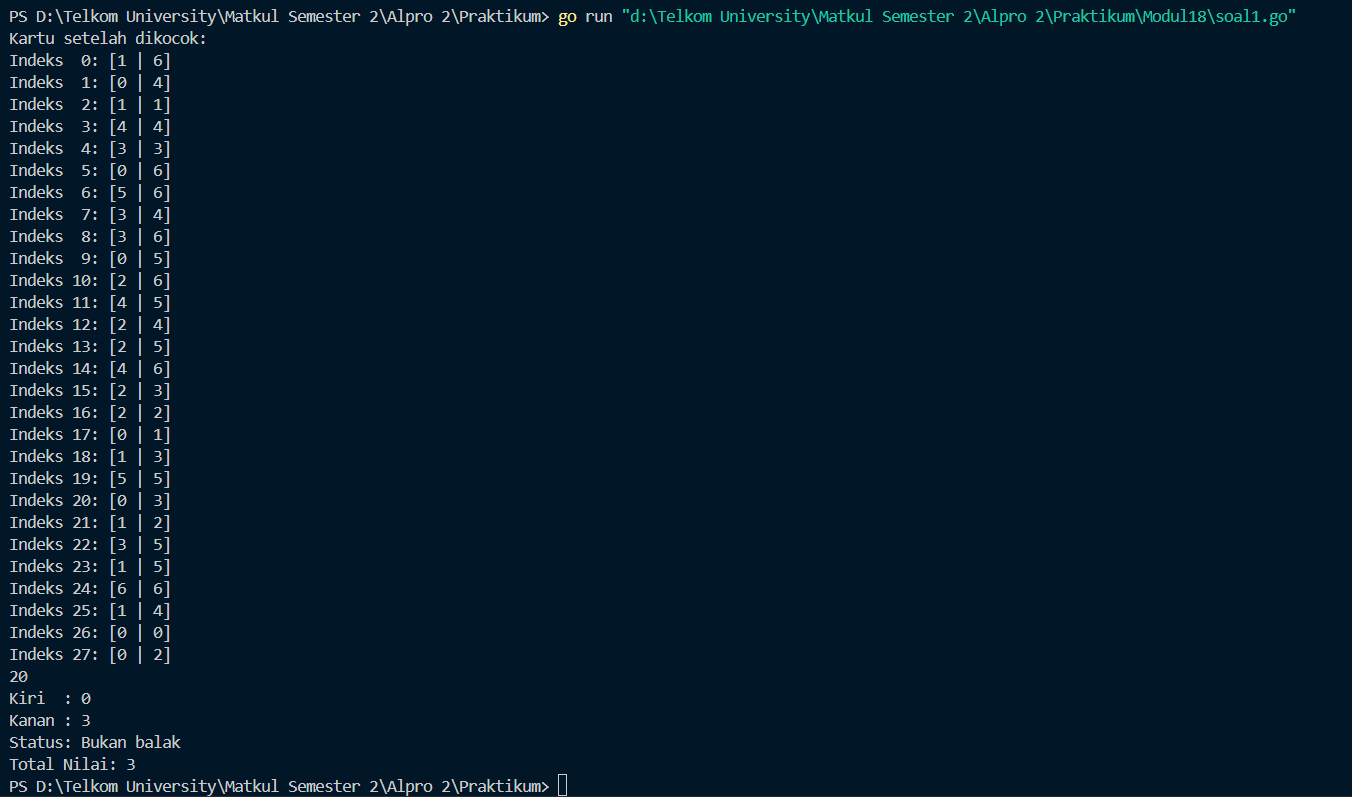 PS D:\Telkom University\Matkul Semester 2\Alpro 2\Praktikum> go run "d:\Telkom University\Matkul Semester 2\Alpro 2\Praktikum\Modul18\soal1.go"
Kartu setelah dikocok:
Indeks  0: [1 | 6]
Indeks  1: [0 | 4]
Indeks  2: [1 | 1]
Indeks  3: [4 | 4]
Indeks  4: [3 | 3]
Indeks  5: [0 | 6]
Indeks  6: [5 | 6]
Indeks  7: [3 | 4]
Indeks  8: [3 | 6]
Indeks  9: [0 | 5]
Indeks 10: [2 | 6]
Indeks 11: [4 | 5]
Indeks 12: [2 | 4]
Indeks 13: [2 | 5]
Indeks 14: [4 | 6]
Indeks 15: [2 | 3]
Indeks 16: [2 | 2]
Indeks 17: [0 | 1]
Indeks 18: [1 | 3]
Indeks 19: [5 | 5]
Indeks 20: [0 | 3]
Indeks 21: [1 | 2]
Indeks 22: [3 | 5]
Indeks 23: [1 | 5]
Indeks 24: [6 | 6]
Indeks 25: [1 | 4]
Indeks 26: [0 | 0]
Indeks 27: [0 | 2]
20
Kiri  : 0
Kanan : 3
Status: Bukan balak
Total Nilai: 3
PS D:\Telkom University\Matkul Semester 2\Alpro 2\Praktikum>